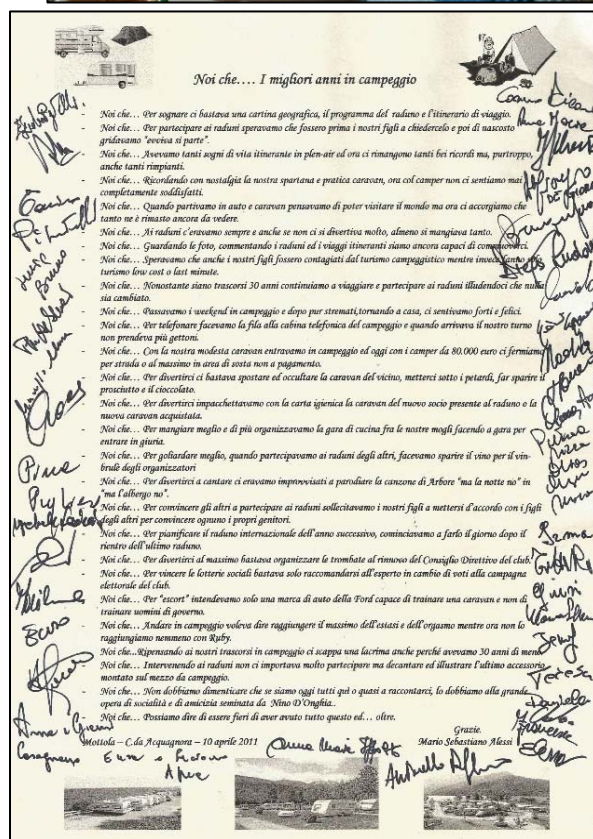 Noi che.... I migliori anni in campeggio
- Noi che... Per sognare ci bastava una cartina geografica, il programma del raduno e l'itinerario di viaggio.
- Noi che... Per partecipare ai raduni speravamo che fossero prima i nostri figli a chiedercelo e poi di nascosto
gridavamo "evviva si parte".
- Noi che... Avevamo tanti sogni di vita itinerante in plen-air ed ora ci rimangono tanti bei ricordi ma, purtroppo,
anche tanti rimpianti.
- Noi che... Ricordando con nostalgia la nostra spartana e pratica caravan, ora col camper non ci sentiamo mai
completamente soddisfatti.
- Noi che... Quando partivamo in auto e caravan pensavamo di poter visitare il mondo ma ora ci accorgiamo che
tanto ne è rimasto ancora da vedere.
- Noi che... Ai raduni c'eravamo sempre e anche se non ci si divertiva molto, almeno si mangiava tanto.
- Noi che... Guardando le foto, commentando i raduni ed i viaggi itineranti siamo ancora capaci di commuoverci.
- Noi che... Speravamo che anche i nostri figli fossero contagiati dal turismo campeggistico mentre invece fanno
turismo low cost o last minute.
- Noi che... Nonostante siano trascorsi 30 anni continuiamo a viaggiare e partecipare ai raduni illudendoci che nulla
sia cambiato.
- Noi che... Passavamo i weekend in campeggio e dopo pur stremati,tornando a casa, ci sentivamo forti e felici.
- Noi che... Per telefonare facevamo la fila alla cabina telefonica del campeggio e quando arrivava il nostro turno
non prendeva più gettoni.
- Noi che... Con la nostra modesta caravan entravamo in campeggio ed oggi con i camper da 80.000 euro ci fermiamo
per strada o al massimo in area di sosta non a pagamento.
- Noi che... Per divertirci ci bastava spostare ed occultare la caravan del vicino, metterci sotto i petardi, far sparire il
prosciutto e il cioccolato.
- Noi che... Per divertirci impacchettavamo con la carta igienica la caravan del nuovo socio presente al raduno e la
nuova caravan acquistata.
- Noi che... Per mangiare meglio e di più organizzavamo la gara di cucina fra le nostre mogli facendo a gara per
entrare in giuria.
- Noi che... Per goliardare meglio, quando partecipavamo ai raduni degli altri, facevamo sparire il vino per il vin-
brulè degli organizzatori
- Noi che... Per divertirci a cantare ci eravamo improvvisati a parodiare la canzone di Arbore "ma la notte no" in
"ma l'albergo no".
- Noi che... Per convincere gli altri a partecipare ai raduni sollecitavamo i nostri figli a mettersi d'accordo con i figli
degli altri per convincere ognuno i propri genitori.
- Noi che... Per pianificare il raduno internazionale dell'anno successivo, cominciavamo a farlo il giorno dopo il
rientro dell'ultimo raduno.
- Noi che... Per divertirci al massimo bastava organizzare le trombate al rinnovo del Consiglio Direttivo del club.
- Noi che... Per vincere le lotterie sociali bastava solo raccomandarsi all'esperto in cambio di voti alla campagna
elettorale del club.
- Noi che... Per "escort" intendevamo solo una marca di auto della Ford capace di trainare una caravan e non di
trainare uomini di governo.
- Noi che... Andare in campeggio voleva dire raggiungere il massimo dell'estasi e dell'orgasmo mentre ora non lo
raggiungiamo nemmeno con Ruby.
- Noi che...Ripensando ai nostri trascorsi in campeggio ci scappa una lacrima anche perché avevamo 30 anni di meno
- Noi che... Intervenendo ai raduni non ci importava molto partecipare ma decantare ed illustrare l'ultimo accessorio
montato sul mezzo da campeggio.
- Noi che... Non dobbiamo dimenticare che se siamo oggi tutti qui o quasi a raccontarci, lo dobbiamo alla grande
opera di socialità e di amicizia seminata da Nino D'Onghia..
Noi che... Possiamo dire di essere fieri di aver avuto tutto questo ed... oltre.
Grazie.
Mottola – C.da Acquagnora – 10 aprile 2011
Mario Sebastiano Alessi
Bruno
Pina
Euro
Anna e Gianni
Anna Maria
Antonello
Irma
Teresa
Daniela
Elena